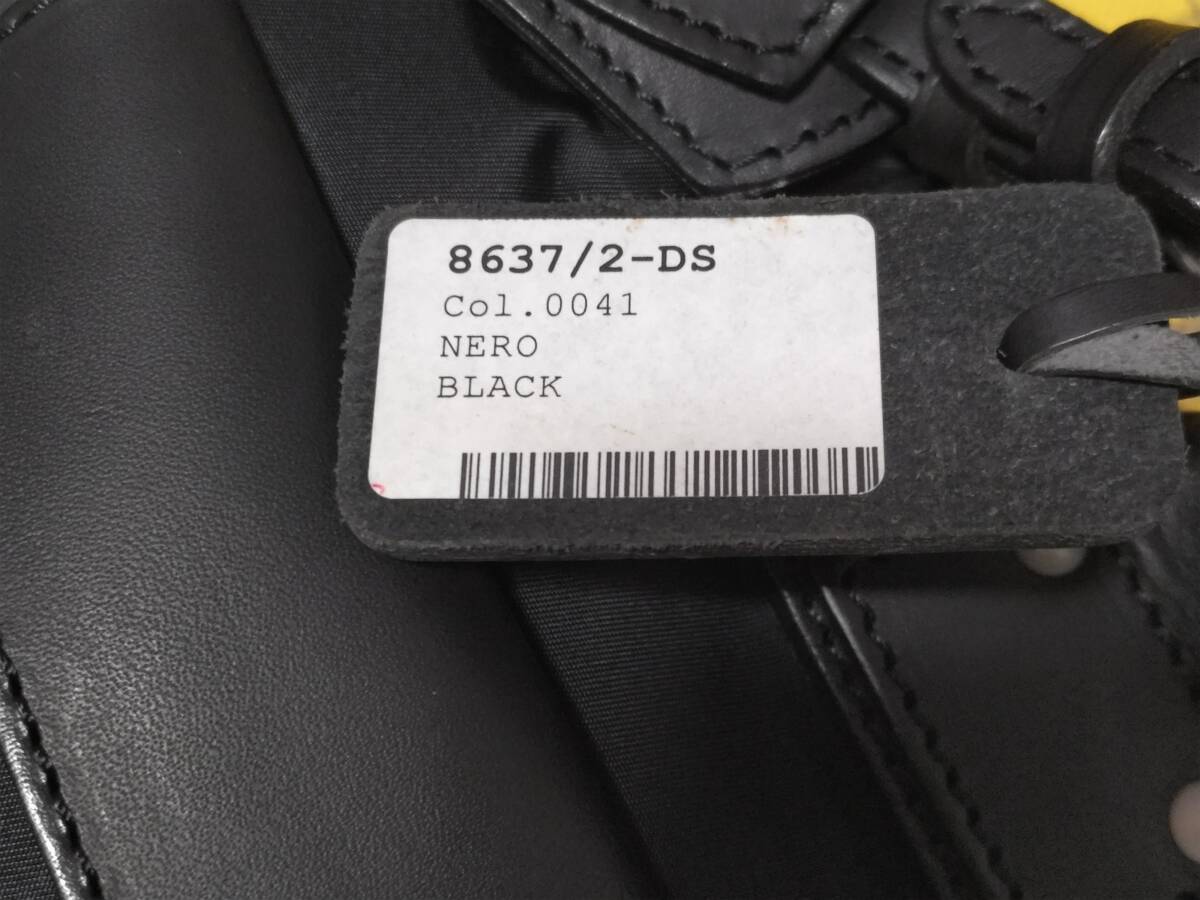 8637/2-DS
Col.0041
NERO
BLACK